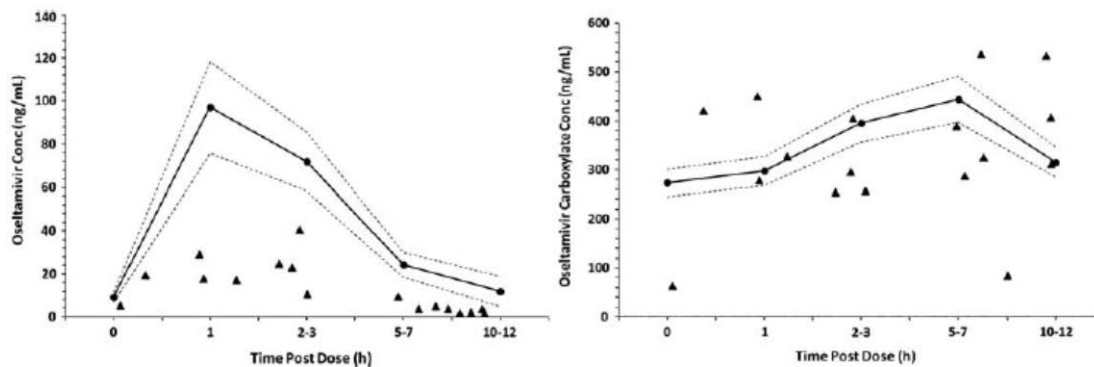 Oseltamivir Conc (ng/mL)
140
120
100
80
60
40
20
0
0 1 2-3 5-7 10-12
Time Post Dose (h)
Oseltamivir Carboxylate Conc (ng/mL)
600
500
400
300
200
100
0
0 1 2-3 5-7 10-12
Time Post Dose (h)